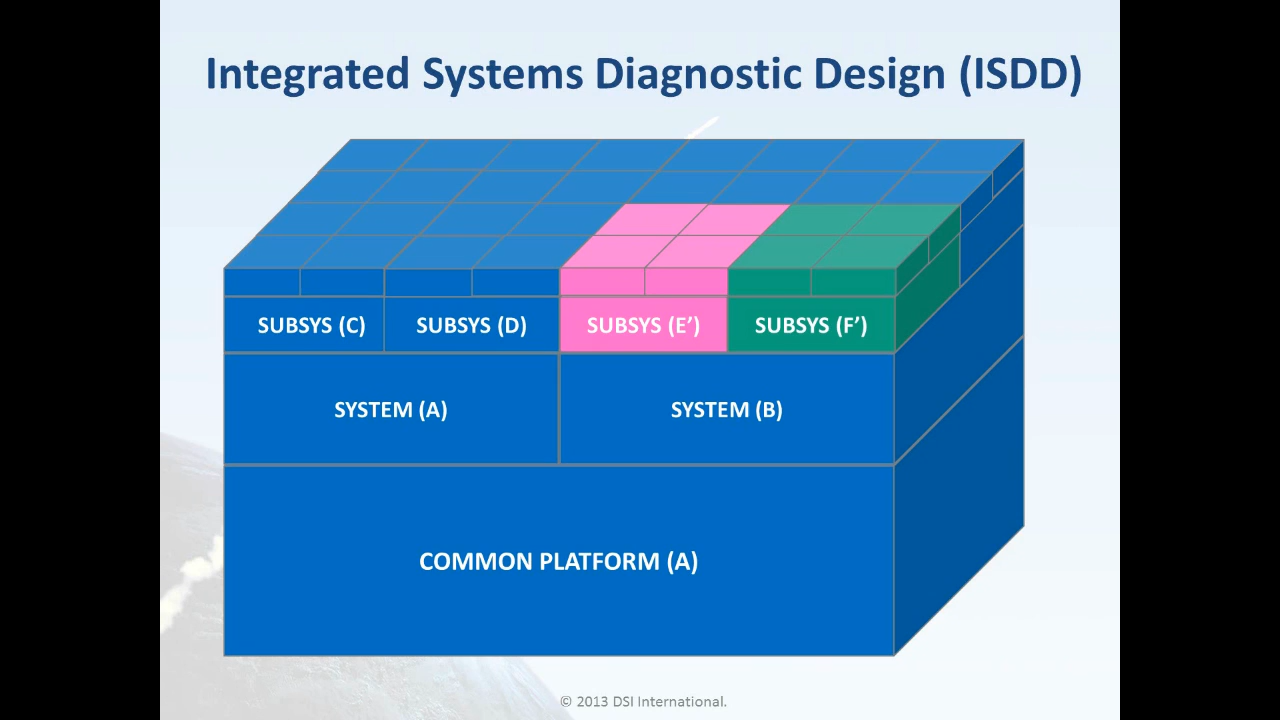 Integrated Systems Diagnostic Design (ISDD)
SUBSYS (C) SUBSYS (D) SUBSYS (E’) SUBSYS (F’)
SYSTEM (A) SYSTEM (B)
COMMON PLATFORM (A)
© 2013 DSI International.